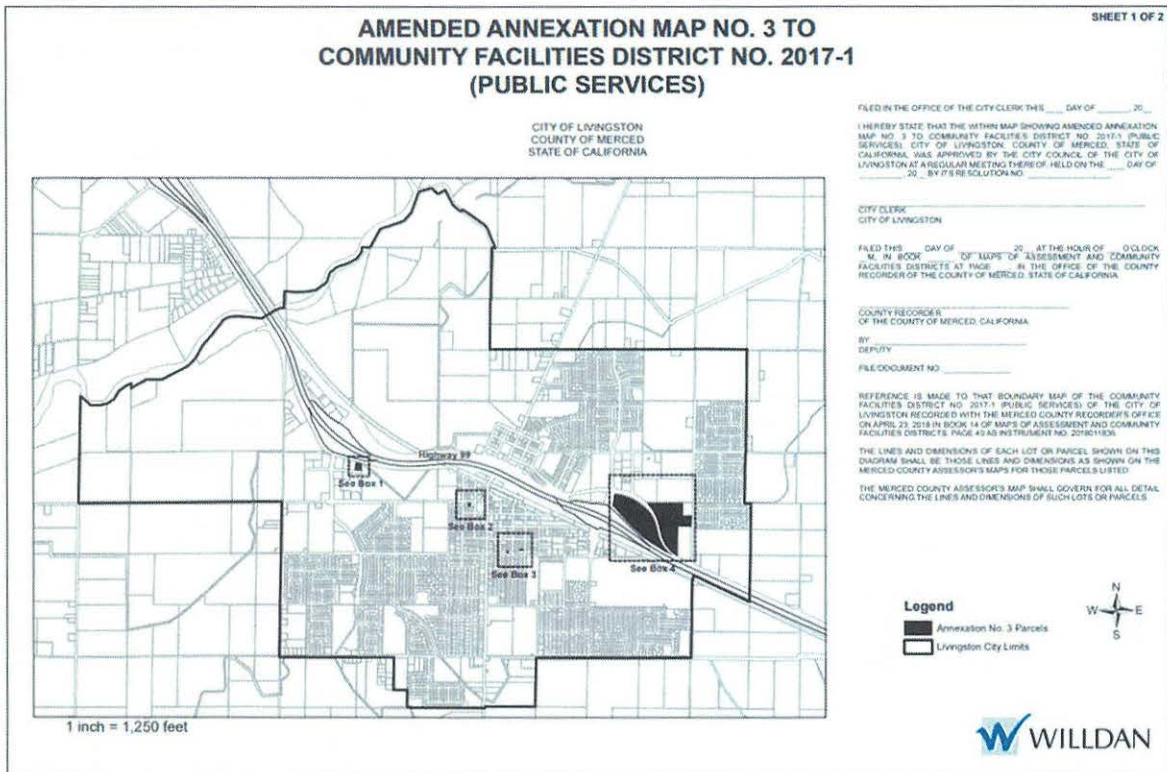 SHEET 1 OF 2
AMENDED ANNEXATION MAP NO. 3 TO
COMMUNITY FACILITIES DISTRICT NO. 2017-1
(PUBLIC SERVICES)
CITY OF LIVINGSTON
COUNTY OF MERCED
STATE OF CALIFORNIA
FILED IN THE OFFICE OF THE CITY CLERK THIS ____ DAY OF ______, 20__
I HEREBY STATE THAT THE WITHIN MAP SHOWING AMENDED ANNEXATION
MAP NO. 3 TO COMMUNITY FACILITIES DISTRICT NO. 2017-1 (PUBLIC
SERVICES), CITY OF LIVINGSTON, COUNTY OF MERCED, STATE OF
CALIFORNIA, WAS APPROVED BY THE CITY COUNCIL OF THE CITY OF
LIVINGSTON AT A REGULAR MEETING THEREOF, HELD ON THE ____ DAY OF
________, 20__ BY ITS RESOLUTION NO. ____________
CITY CLERK
CITY OF LIVINGSTON
FILED THIS ____ DAY OF ________, 20__ AT THE HOUR OF ___ O'CLOCK
__M, IN BOOK _____ OF MAPS OF ASSESSMENT AND COMMUNITY
FACILITIES DISTRICTS AT PAGE ___, IN THE OFFICE OF THE COUNTY
RECORDER OF THE COUNTY OF MERCED, STATE OF CALIFORNIA
COUNTY RECORDER
OF THE COUNTY OF MERCED, CALIFORNIA
BY ____________
DEPUTY
FILE/DOCUMENT NO. ____________
REFERENCE IS MADE TO THAT BOUNDARY MAP OF THE COMMUNITY
FACILITIES DISTRICT NO. 2017-1 (PUBLIC SERVICES) OF THE CITY OF
LIVINGSTON RECORDED WITH THE MERCED COUNTY RECORDER'S OFFICE
ON APRIL 23, 2018 IN BOOK 14 OF MAPS OF ASSESSMENT AND COMMUNITY
FACILITIES DISTRICTS, PAGE 40 AS INSTRUMENT NO.
THE LINES AND DIMENSIONS OF EACH LOT OR PARCEL SHOWN ON THIS
DIAGRAM SHALL BE THOSE LINES AND DIMENSIONS AS SHOWN ON THE
MERCED COUNTY ASSESSOR'S MAPS FOR THOSE PARCELS LISTED
THE MERCED COUNTY ASSESSOR'S MAP SHALL GOVERN FOR ALL DETAIL
CONCERNING THE LINES AND DIMENSIONS OF SUCH LOTS OR PARCELS
Highway 99
See Box 1
See Box 2
See Box 3
See Box 4
Legend
Annexation No. 3 Parcels
Livingston City Limits
N
W
E
S
1 inch = 1,250 feet
WILLDAN